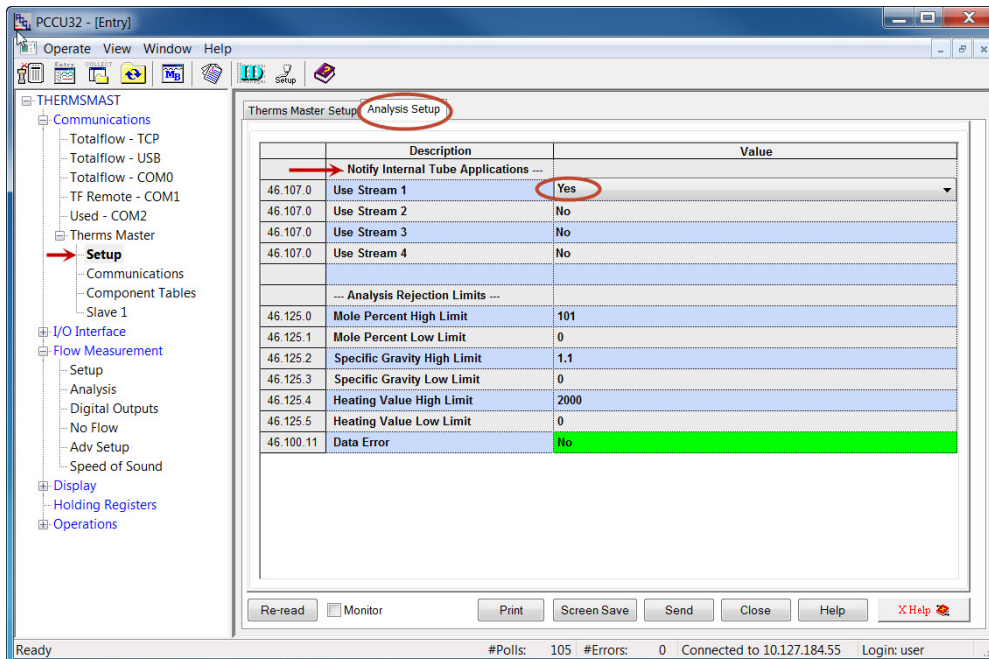 PCCU32 - [Entry]
Operate View Window Help
Entry COLLECT MB ID Setup
THERMSMAST
Communications
Totalflow - TCP
Totalflow - USB
Totalflow - COM0
TF Remote - COM1
Used - COM2
Therms Master
Setup
Communications
Component Tables
Slave 1
I/O Interface
Flow Measurement
Setup
Analysis
Digital Outputs
No Flow
Adv Setup
Speed of Sound
Display
Holding Registers
Operations
Therms Master Setup Analysis Setup
Description Value
--- Notify Internal Tube Applications ---
46.107.0 Use Stream 1 Yes
46.107.0 Use Stream 2 No
46.107.0 Use Stream 3 No
46.107.0 Use Stream 4 No
--- Analysis Rejection Limits ---
46.125.0 Mole Percent High Limit 101
46.125.1 Mole Percent Low Limit 0
46.125.2 Specific Gravity High Limit 1.1
46.125.3 Specific Gravity Low Limit 0
46.125.4 Heating Value High Limit 2000
46.125.5 Heating Value Low Limit 0
46.100.11 Data Error No
Re-read Monitor Print Screen Save Send Close Help X Help
Ready #Polls: 105 #Errors: 0 Connected to 10.127.184.55 Login: user